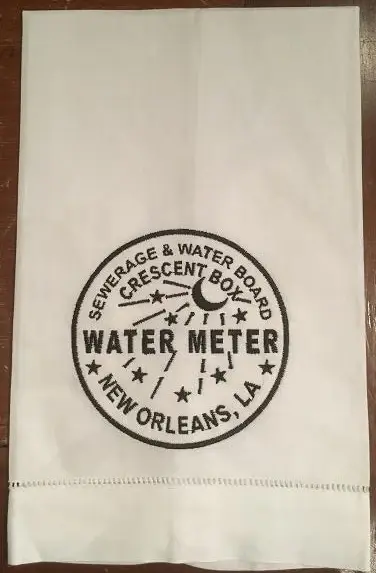 SEWERAGE & WATER BOARD
CRESCENT BOX
WATER METER
NEW ORLEANS, LA